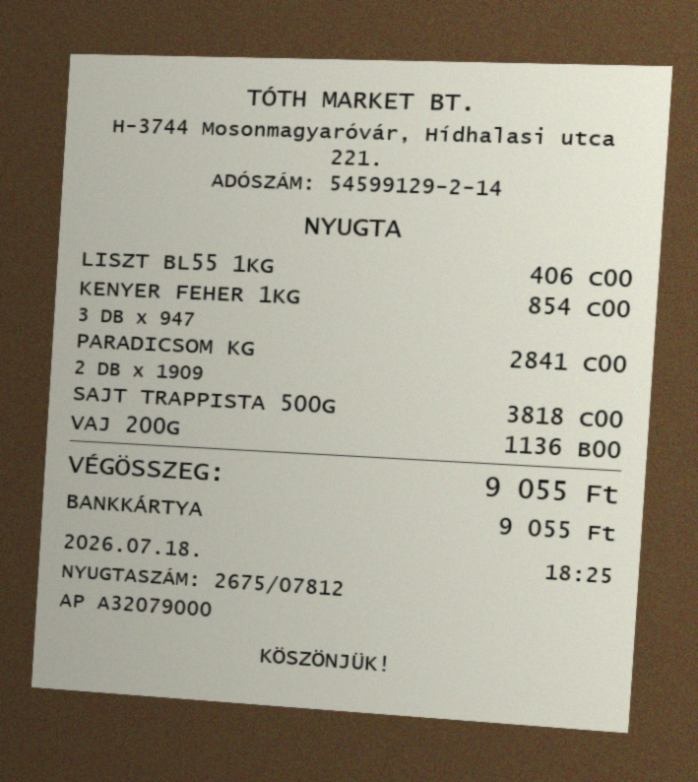 TÓTH MARKET BT.
H-3744 Mosonmagyaróvár, Hídhalasi utca
221.
ADÓSZÁM: 54599129-2-14
NYUGTA
LISZT BL55 1KG 406 C00
KENYER FEHER 1KG 854 C00
3 DB x 947
PARADICSOM KG 2841 C00
2 DB x 1909
SAJT TRAPPISTA 500G 3818 C00
VAJ 200G 1136 B00
VÉGÖSSZEG: 9 055 Ft
BANKKÁRTYA 9 055 Ft
2026.07.18. 18:25
NYUGTASZÁM: 2675/07812
AP A32079000
KÖSZÖNJÜK!